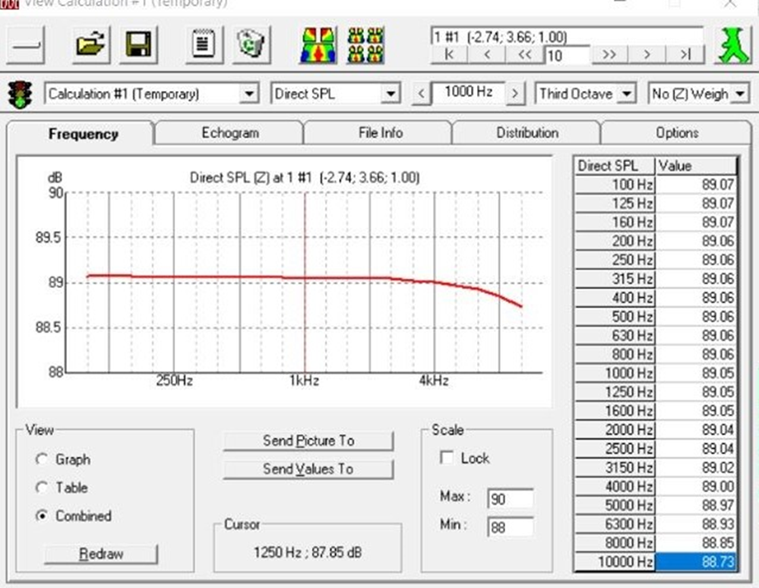 View Calculation #1 (Temporary)
1 #1 (-2.74; 3.66; 1.00)
|< < << 10 >> > >|
Calculation #1 (Temporary) Direct SPL < 1000 Hz > Third Octave No (Z) Weigh
Frequency Echogram File Info Distribution Options
dB Direct SPL (Z) at 1 #1 (-2.74; 3.66; 1.00)
90
89.5
89
88.5
88
250Hz 1kHz 4kHz
Direct SPL Value
100 Hz 89.07
125 Hz 89.07
160 Hz 89.07
200 Hz 89.06
250 Hz 89.06
315 Hz 89.06
400 Hz 89.06
500 Hz 89.06
630 Hz 89.06
800 Hz 89.06
1000 Hz 89.05
1250 Hz 89.05
1600 Hz 89.05
2000 Hz 89.04
2500 Hz 89.04
3150 Hz 89.02
4000 Hz 89.00
5000 Hz 88.97
6300 Hz 88.93
8000 Hz 88.85
10000 Hz 88.73
View
Graph
Table
Combined
Redraw
Send Picture To
Send Values To
Cursor
1250 Hz ; 87.85 dB
Scale
Lock
Max : 90
Min : 88